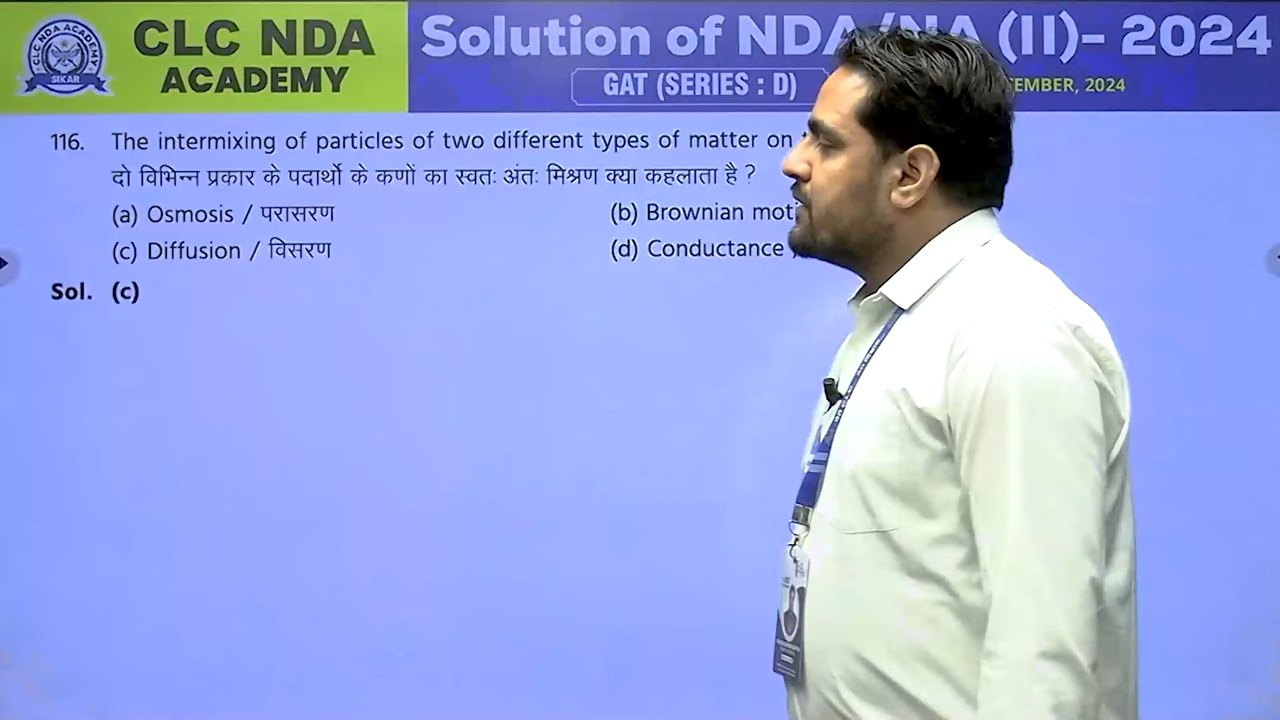 CLC NDA ACADEMY
SIKAR
CLC NDA
ACADEMY
Solution of NDA/NA (II)- 2024
GAT (SERIES : D)
EMBER, 2024
116. The intermixing of particles of two different types of matter on
दो विभिन्न प्रकार के पदार्थो के कणों का स्वतः अंतः मिश्रण क्या कहलाता है ?
(a) Osmosis / परासरण
(b) Brownian moti
(c) Diffusion / विसरण
(d) Conductance
Sol. (c)